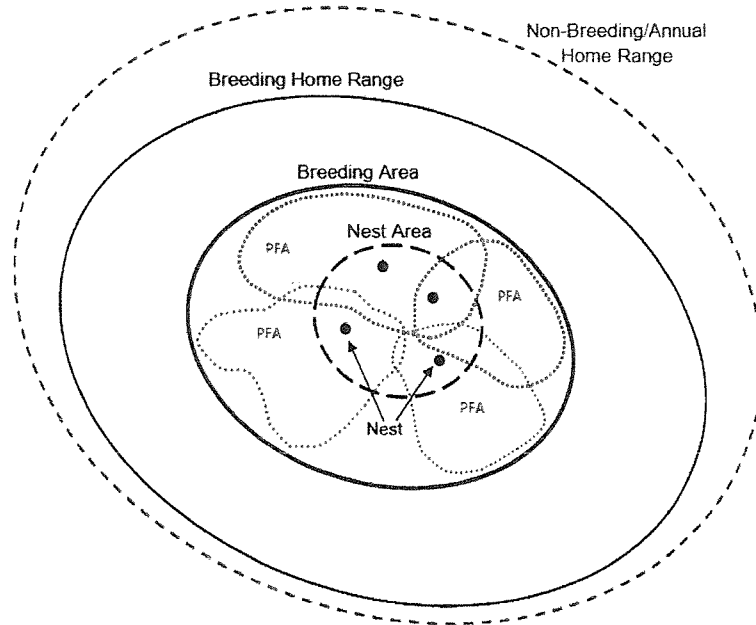 Non-Breeding/Annual
Home Range
Breeding Home Range
Breeding Area
Nest Area
PFA
PFA
PFA
PFA
Nest